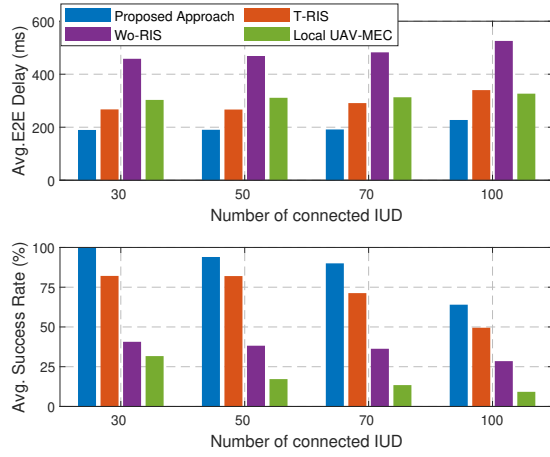 600
400
200
0
Avg.E2E Delay (ms)
Proposed Approach
T-RIS
Wo-RIS
Local UAV-MEC
30
50
70
100
Number of connected IUD
100
75
50
25
0
Avg. Success Rate (%)
30
50
70
100
Number of connected IUD